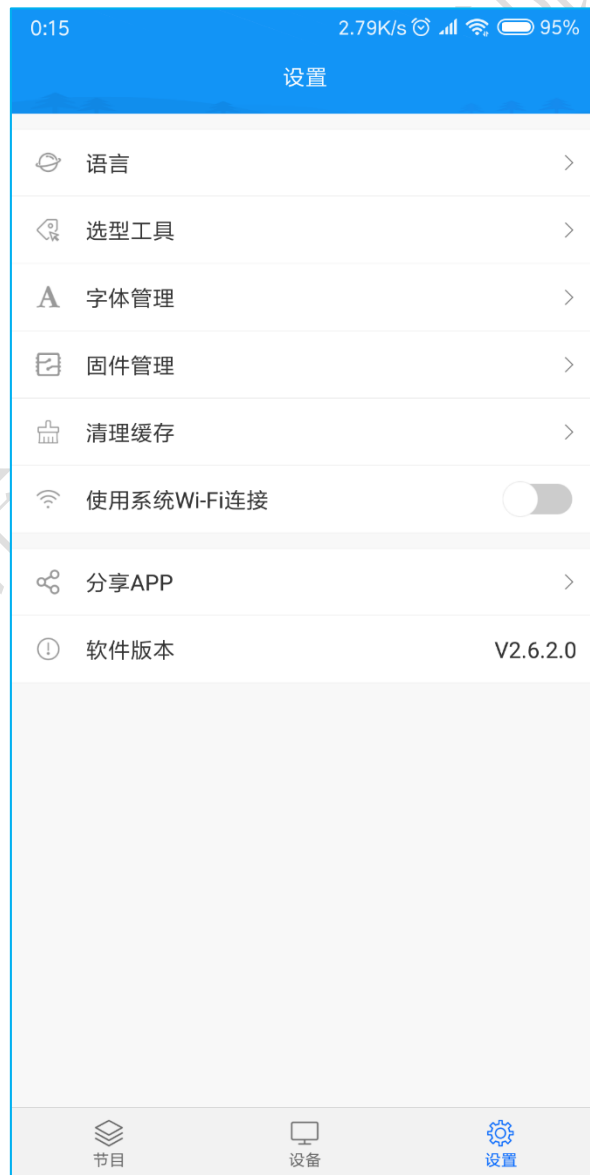 0:15 2.79K/s 95%
设置
语言
选型工具
字体管理
固件管理
清理缓存
使用系统Wi-Fi连接
分享APP
软件版本 V2.6.2.0
节目 设备 设置